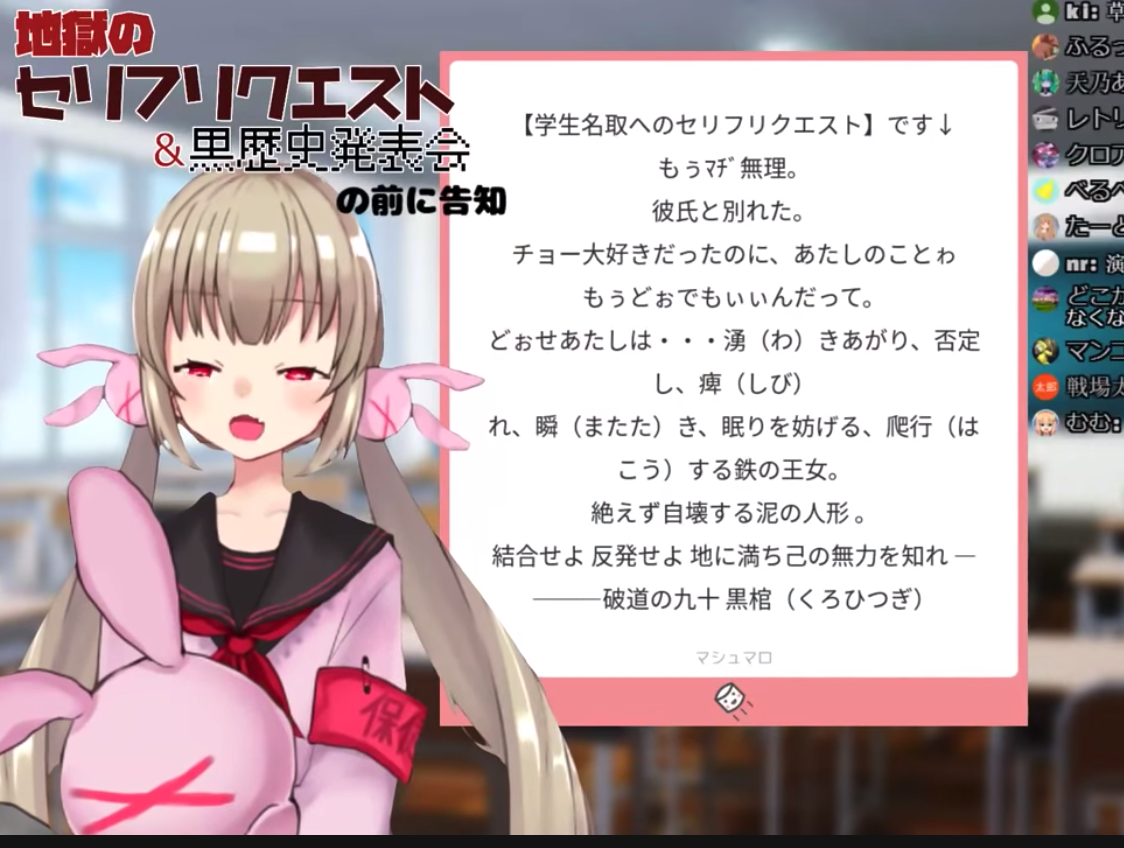 地獄の
セリフリクエスト
&黒歴史発表会
の前に告知
【学生名取へのセリフリクエスト】です↓
もぅﾏﾁﾞ無理。
彼氏と別れた。
チョー大好きだったのに、あたしのことゎ
もぅどぉでもぃぃんだって。
どぉせあたしは・・・湧（わ）きあがり、否定
し、痺（しび）
れ、瞬（またた）き、眠りを妨げる、爬行（は
こう）する鉄の王女。
絶えず自壊する泥の人形 。
結合せよ 反発せよ 地に満ち己の無力を知れ ―
―――破道の九十 黒棺（くろひつぎ）
マシュマロ
保
ki: 草
ふるっ
天乃あ
レトリ
クロア
べるべ
たーと
nr: 演
どこか
なくな
マンゴ
太郎
戦場太
むむ: